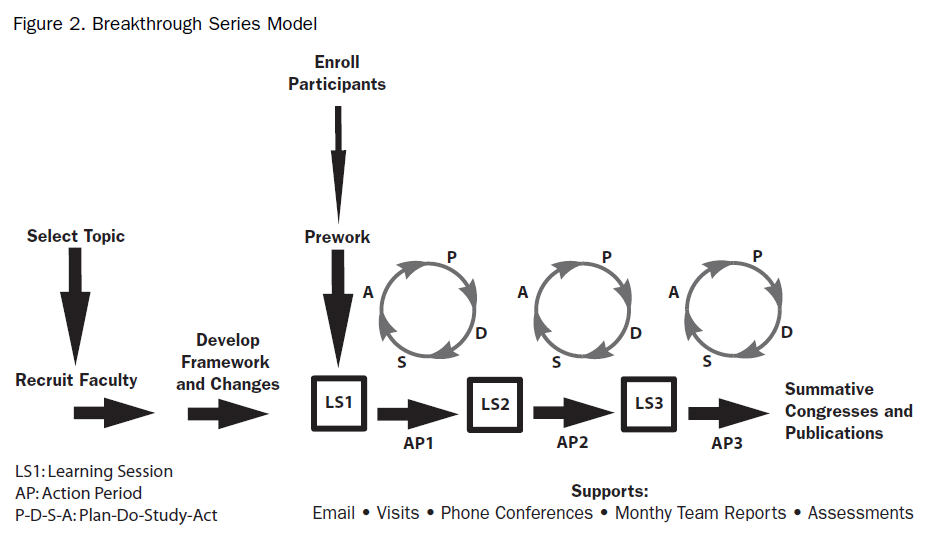 Figure 2. Breakthrough Series Model
Enroll
Participants
Select Topic
Prework
P
A
D
S
P
A
D
S
P
A
D
S
Recruit Faculty
Develop
Framework
and Changes
LS1
AP1
LS2
AP2
LS3
AP3
Summative
Congresses and
Publications
LS1: Learning Session
AP: Action Period
P-D-S-A: Plan-Do-Study-Act
Supports:
Email • Visits • Phone Conferences • Monthy Team Reports • Assessments